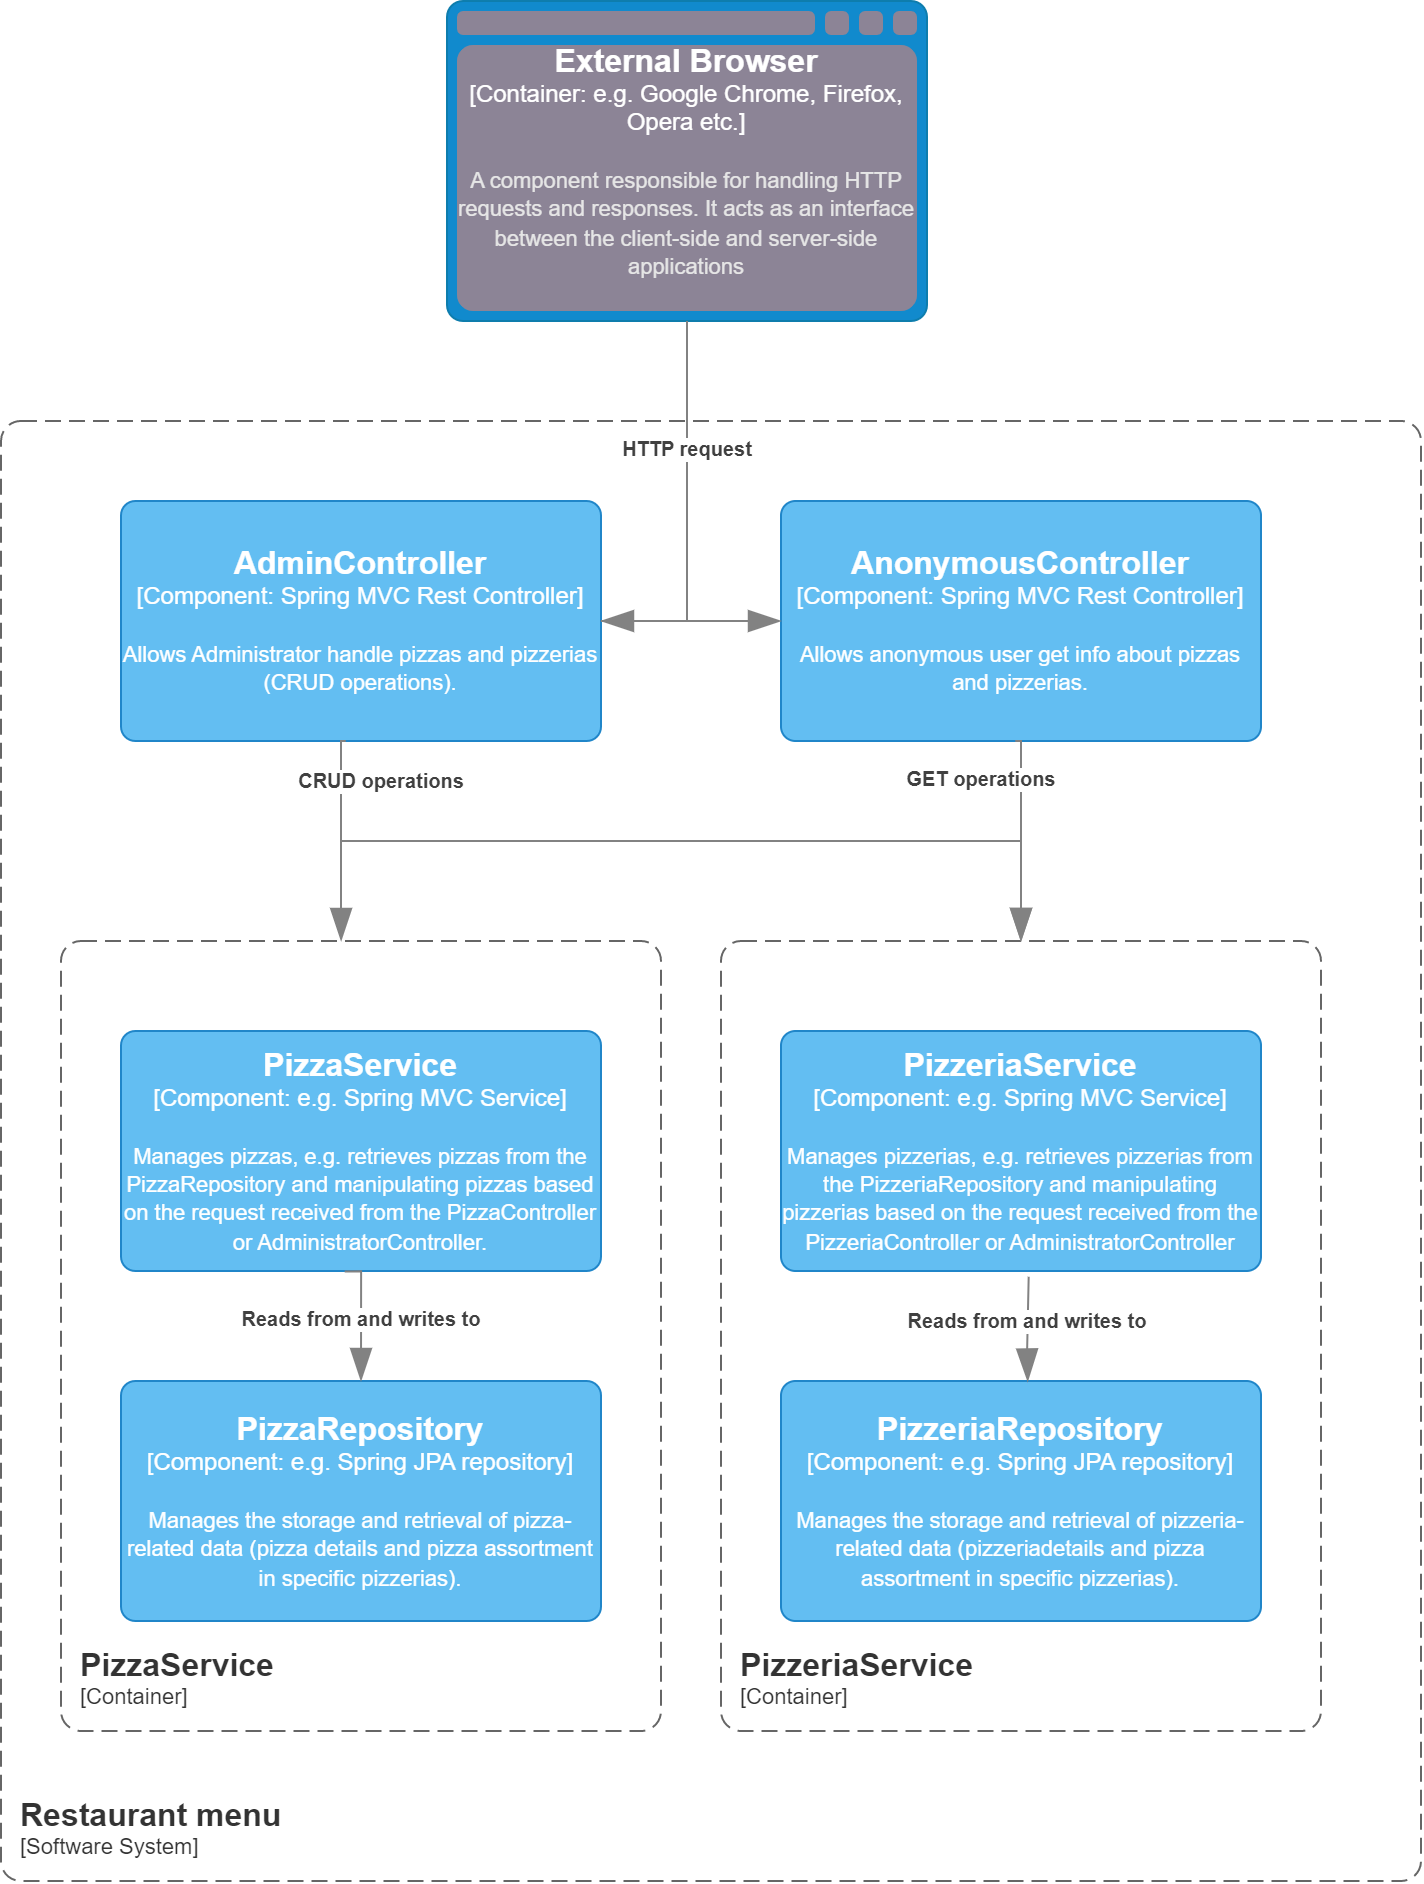 External Browser
[Container: e.g. Google Chrome, Firefox,
Opera etc.]
A component responsible for handling HTTP
requests and responses. It acts as an interface
between the client-side and server-side
applications
HTTP request
AdminController
[Component: Spring MVC Rest Controller]
Allows Administrator handle pizzas and pizzerias
(CRUD operations).
AnonymousController
[Component: Spring MVC Rest Controller]
Allows anonymous user get info about pizzas
and pizzerias.
CRUD operations
GET operations
PizzaService
[Component: e.g. Spring MVC Service]
Manages pizzas, e.g. retrieves pizzas from the
PizzaRepository and manipulating pizzas based
on the request received from the PizzaController
or AdministratorController.
PizzeriaService
[Component: e.g. Spring MVC Service]
Manages pizzerias, e.g. retrieves pizzerias from
the PizzeriaRepository and manipulating
pizzerias based on the request received from the
PizzeriaController or AdministratorController
Reads from and writes to
Reads from and writes to
PizzaRepository
[Component: e.g. Spring JPA repository]
Manages the storage and retrieval of pizza-
related data (pizza details and pizza assortment
in specific pizzerias).
PizzeriaRepository
[Component: e.g. Spring JPA repository]
Manages the storage and retrieval of pizzeria-
related data (pizzeriadetails and pizza
assortment in specific pizzerias).
PizzaService
[Container]
PizzeriaService
[Container]
Restaurant menu
[Software System]